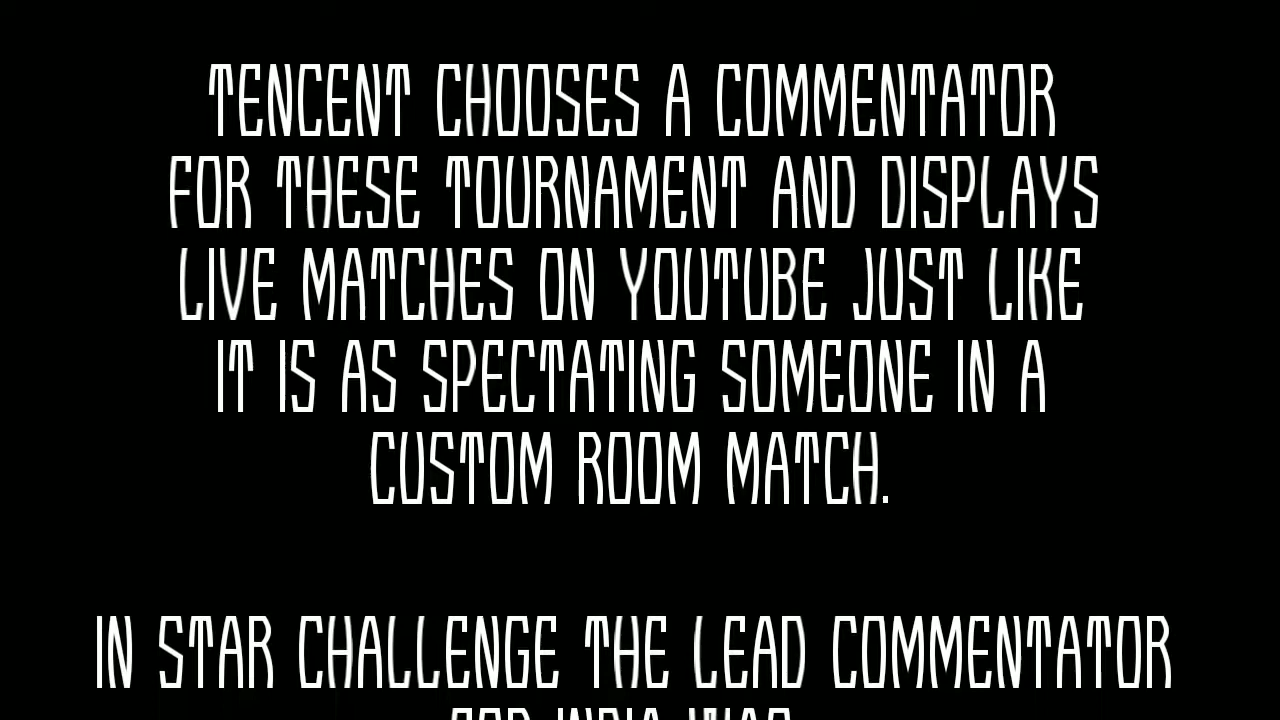 TENCENT CHOOSES A COMMENTATOR
FOR THESE TOURNAMENT AND DISPLAYS
LIVE MATCHES ON YOUTUBE JUST LIKE
IT IS AS SPECTATING SOMEONE IN A
CUSTOM ROOM MATCH.
IN STAR CHALLENGE THE LEAD COMMENTATOR